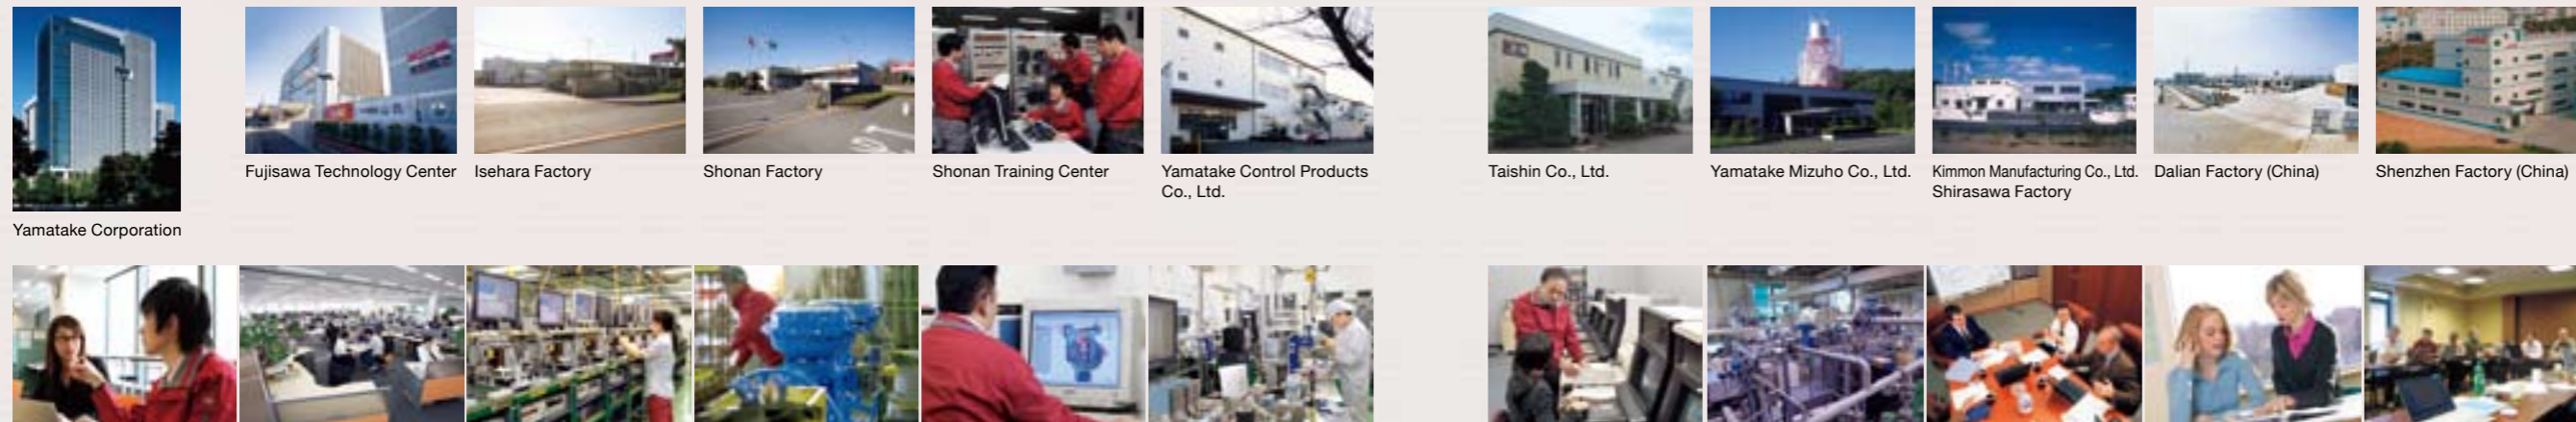 Fujisawa Technology Center
Isehara Factory
Shonan Factory
Shonan Training Center
Yamatake Control Products
Co., Ltd.
Taishin Co., Ltd.
Yamatake Mizuho Co., Ltd.
Kimmon Manufacturing Co., Ltd.
Shirasawa Factory
Dalian Factory (China)
Shenzhen Factory (China)
Yamatake Corporation